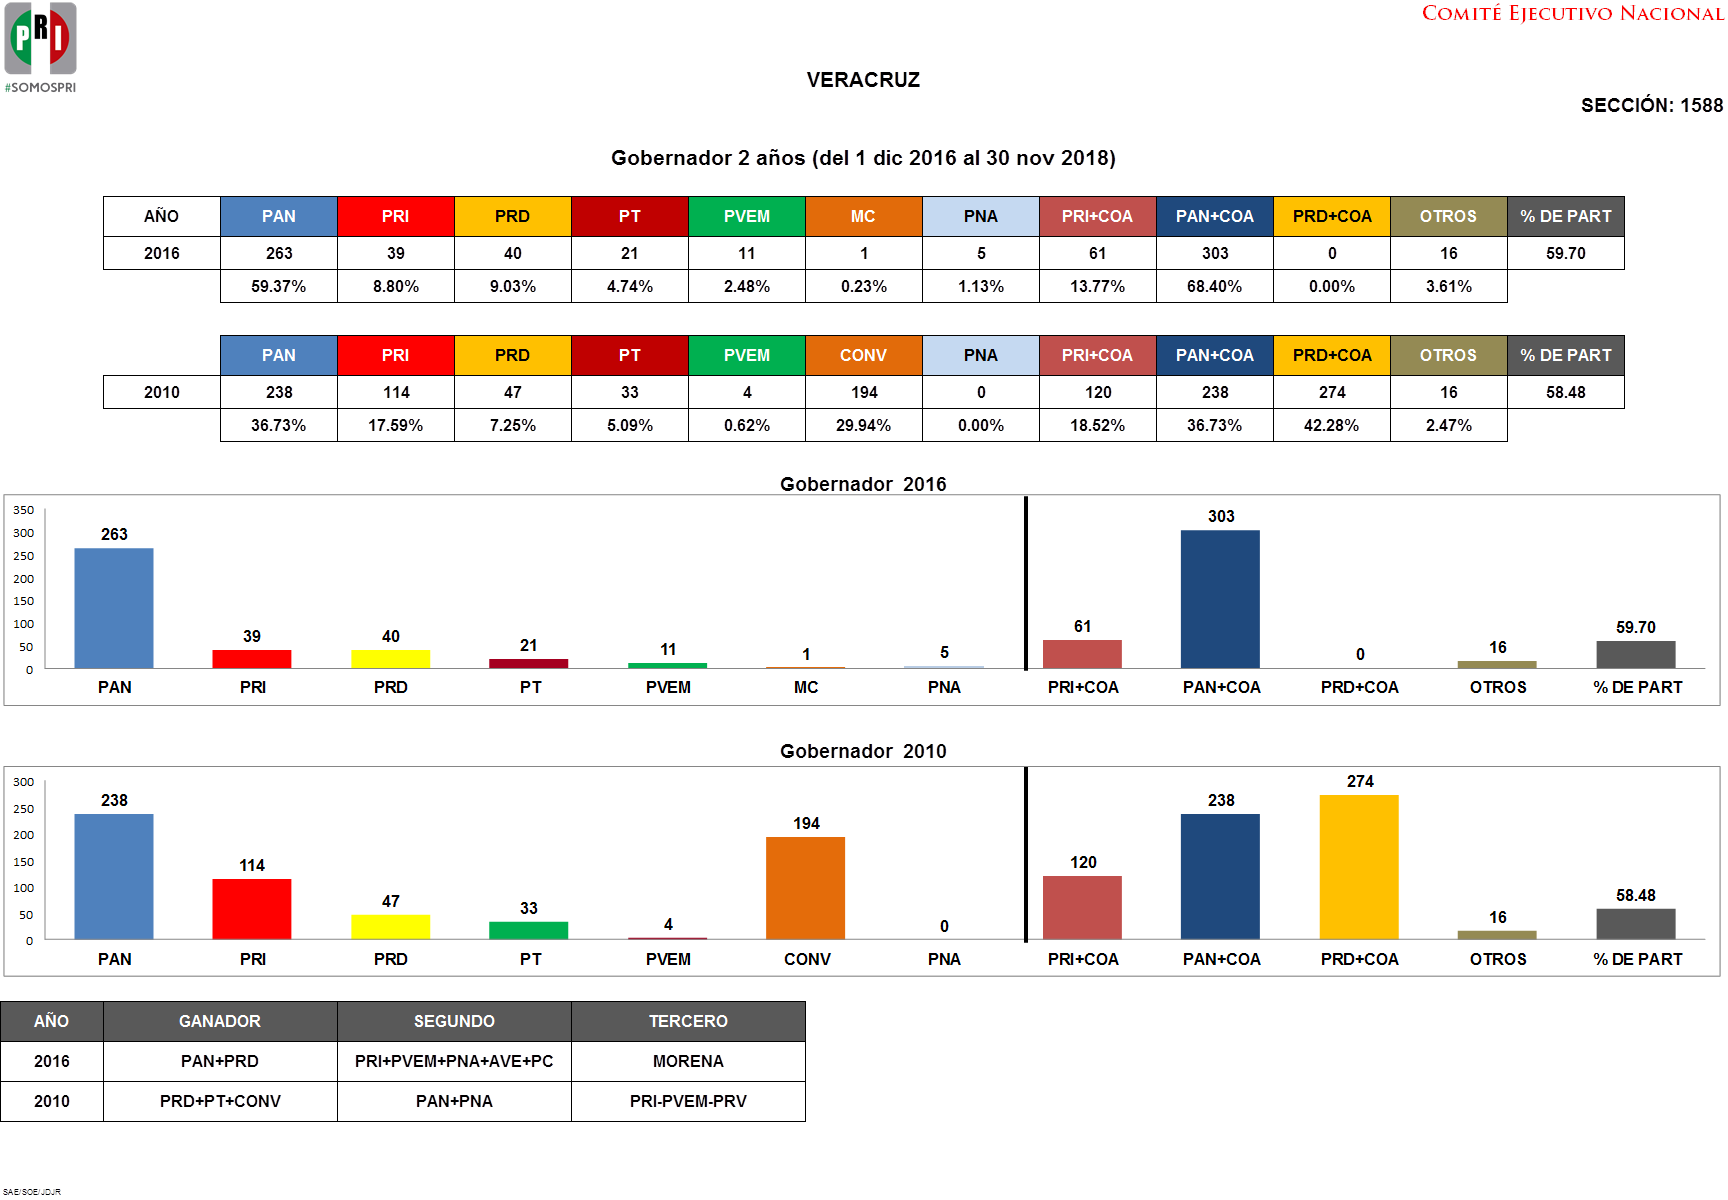 PRI
COMITÉ EJECUTIVO NACIONAL
#SOMOSPRI
VERACRUZ
SECCIÓN: 1588
Gobernador 2 años (del 1 dic 2016 al 30 nov 2018)
AÑO PAN PRI PRD PT PVEM MC PNA PRI+COA PAN+COA PRD+COA OTROS % DE PART
2016 263 39 40 21 11 1 5 61 303 0 16 59.70
59.37% 8.80% 9.03% 4.74% 2.48% 0.23% 1.13% 13.77% 68.40% 0.00% 3.61%
PAN PRI PRD PT PVEM CONV PNA PRI+COA PAN+COA PRD+COA OTROS % DE PART
2010 238 114 47 33 4 194 0 120 238 274 16 58.48
36.73% 17.59% 7.25% 5.09% 0.62% 29.94% 0.00% 18.52% 36.73% 42.28% 2.47%
Gobernador 2016
350
300
250
200
150
100
50
0
263 39 40 21 11 1 5 61 303 0 16 59.70
PAN PRI PRD PT PVEM MC PNA PRI+COA PAN+COA PRD+COA OTROS % DE PART
Gobernador 2010
300
250
200
150
100
50
0
238 114 47 33 4 194 0 120 238 274 16 58.48
PAN PRI PRD PT PVEM CONV PNA PRI+COA PAN+COA PRD+COA OTROS % DE PART
AÑO GANADOR SEGUNDO TERCERO
2016 PAN+PRD PRI+PVEM+PNA+AVE+PC MORENA
2010 PRD+PT+CONV PAN+PNA PRI-PVEM-PRV
SAE/SOE/JDJR